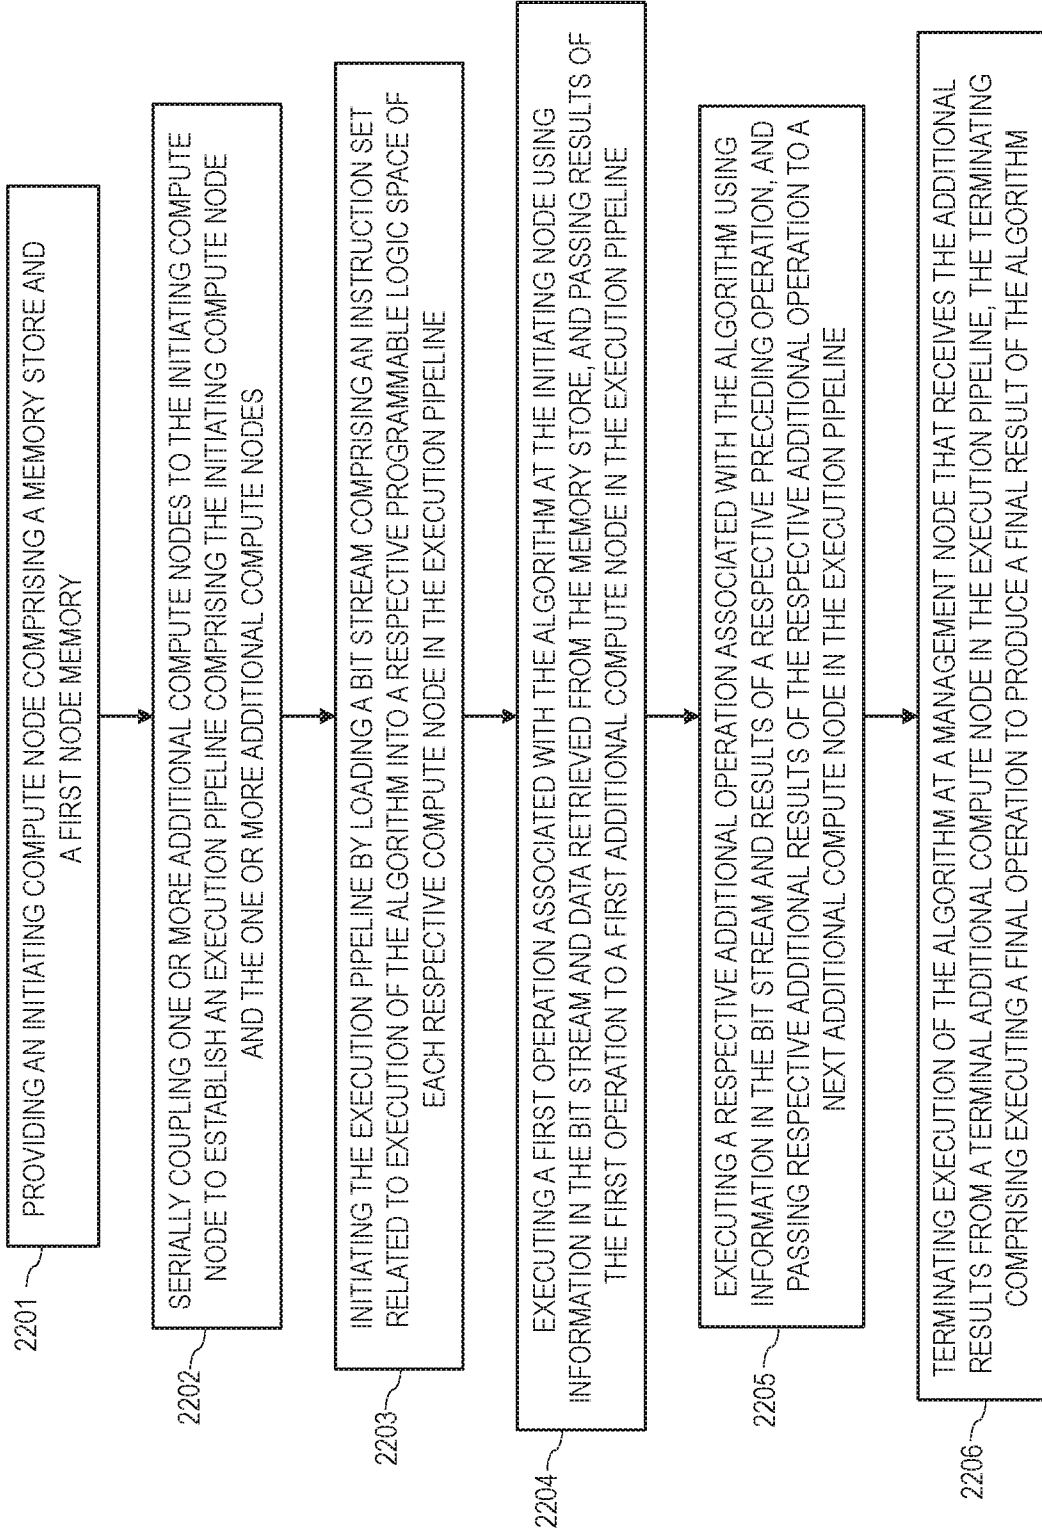 PROVIDING AN INITIATING COMPUTE NODE COMPRISING A MEMORY STORE AND
A FIRST NODE MEMORY
2201
SERIALLY COUPLING ONE OR MORE ADDITIONAL COMPUTE NODES TO THE INITIATING COMPUTE
NODE TO ESTABLISH AN EXECUTION PIPELINE COMPRISING THE INITIATING COMPUTE NODE
AND THE ONE OR MORE ADDITIONAL COMPUTE NODES
2202
INITIATING THE EXECUTION PIPELINE BY LOADING A BIT STREAM COMPRISING AN INSTRUCTION SET
RELATED TO EXECUTION OF THE ALGORITHM INTO A RESPECTIVE PROGRAMMABLE LOGIC SPACE OF
EACH RESPECTIVE COMPUTE NODE IN THE EXECUTION PIPELINE
2203
EXECUTING A FIRST OPERATION ASSOCIATED WITH THE ALGORITHM AT THE INITIATING NODE USING
INFORMATION IN THE BIT STREAM AND DATA RETRIEVED FROM THE MEMORY STORE, AND PASSING RESULTS OF
THE FIRST OPERATION TO A FIRST ADDITIONAL COMPUTE NODE IN THE EXECUTION PIPELINE
2204
EXECUTING A RESPECTIVE ADDITIONAL OPERATION ASSOCIATED WITH THE ALGORITHM USING
INFORMATION IN THE BIT STREAM AND RESULTS OF A RESPECTIVE PRECEDING OPERATION, AND
PASSING RESPECTIVE ADDITIONAL RESULTS OF THE RESPECTIVE ADDITIONAL OPERATION TO A
NEXT ADDITIONAL COMPUTE NODE IN THE EXECUTION PIPELINE
2205
TERMINATING EXECUTION OF THE ALGORITHM AT A MANAGEMENT NODE THAT RECEIVES THE ADDITIONAL
RESULTS FROM A TERMINAL ADDITIONAL COMPUTE NODE IN THE EXECUTION PIPELINE, THE TERMINATING
COMPRISING EXECUTING A FINAL OPERATION TO PRODUCE A FINAL RESULT OF THE ALGORITHM
2206